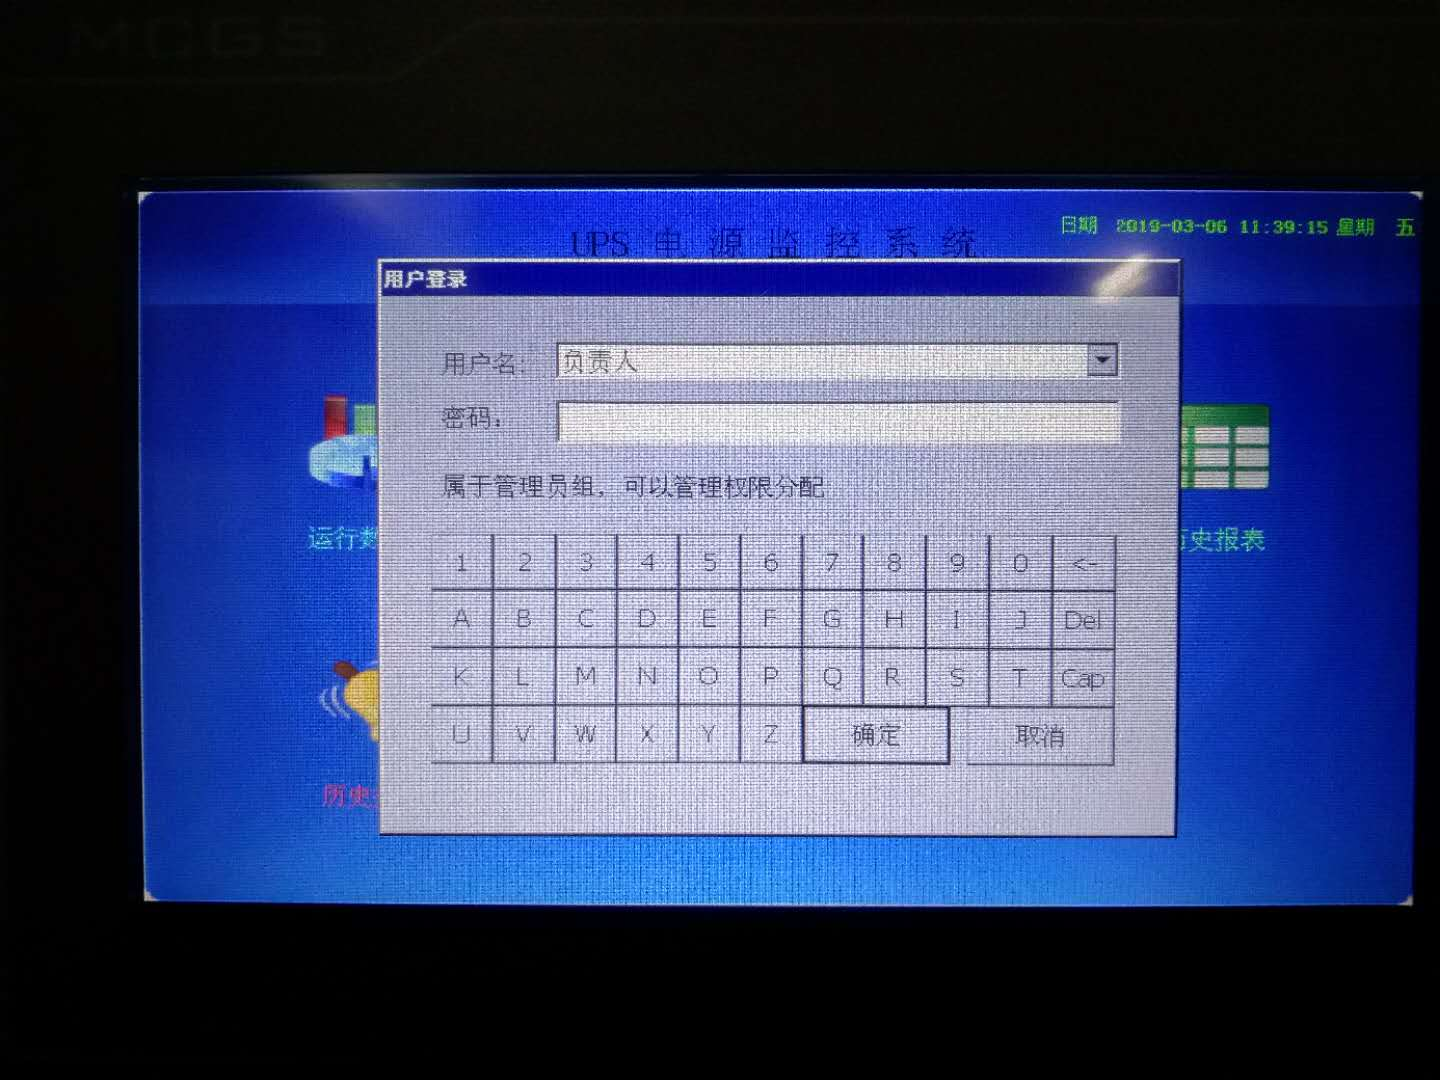 MCGS
日期 2019-03-06 11:39:15 星期 五
UPS 电 源 监 控 系 统
用户登录
用户名: 负责人
密码:
属于管理员组，可以管理权限分配
运行数
历史报表
1 2 3 4 5 6 7 8 9 0 <-
A B C D E F G H I J Del
K L M N O P Q R S T Cap
U V W X Y Z 确定 取消
历史